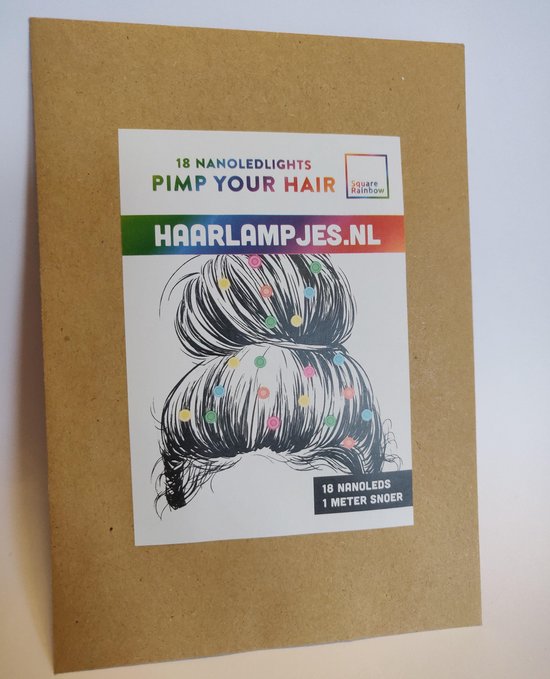 18 NANOLEDLIGHTS
PIMP YOUR HAIR
Square
Rainbow
HAARLAMPJES.NL
18 NANOLEDS
1 METER SNOER